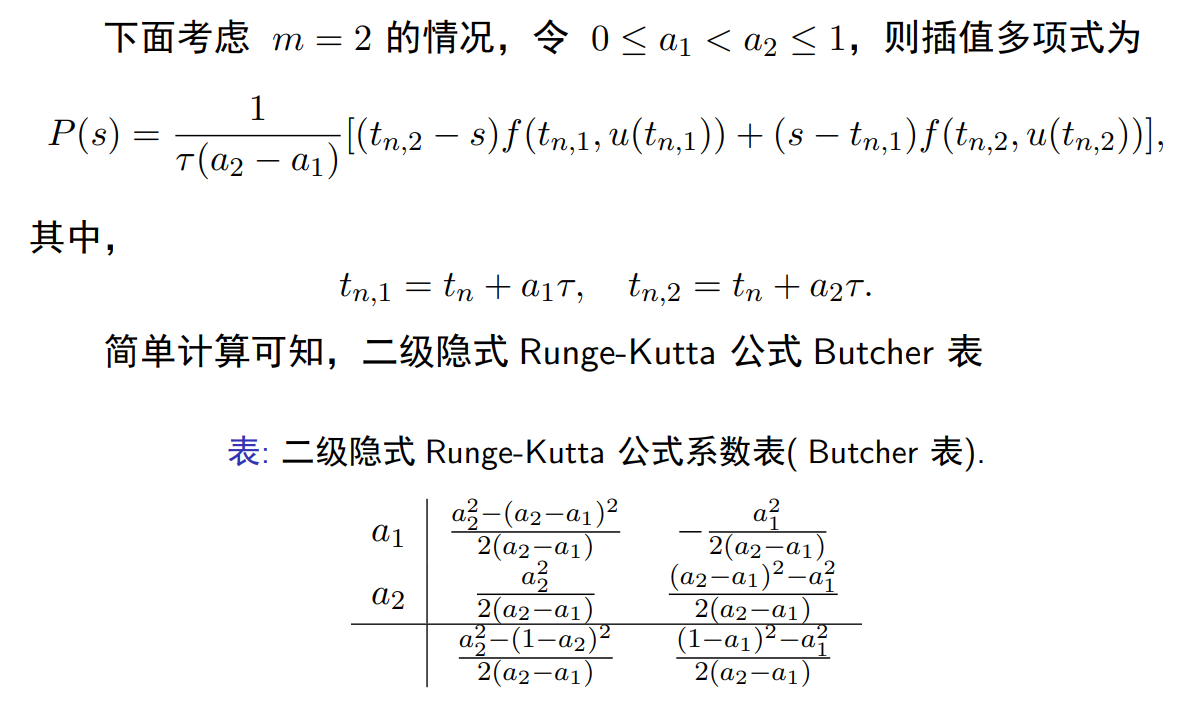 下面考虑 $m = 2$ 的情况，令 $0 \leq a_1 < a_2 \leq 1$，则插值多项式为
$P(s) = \frac{1}{\tau(a_2 - a_1)}[(t_{n,2} - s)f(t_{n,1}, u(t_{n,1})) + (s - t_{n,1})f(t_{n,2}, u(t_{n,2}))],$
其中，
$t_{n,1} = t_n + a_1\tau, \quad t_{n,2} = t_n + a_2\tau.$
简单计算可知，二级隐式 Runge-Kutta 公式 Butcher 表
表: 二级隐式 Runge-Kutta 公式系数表( Butcher 表).
$a_1$ | $\frac{a_2^2-(a_2-a_1)^2}{2(a_2-a_1)}$ $-\frac{a_1^2}{2(a_2-a_1)}$
$a_2$ | $\frac{a_2^2}{2(a_2-a_1)}$ $\frac{(a_2-a_1)^2-a_1^2}{2(a_2-a_1)}$
| $\frac{a_2^2-(1-a_2)^2}{2(a_2-a_1)}$ $\frac{(1-a_1)^2-a_1^2}{2(a_2-a_1)}$